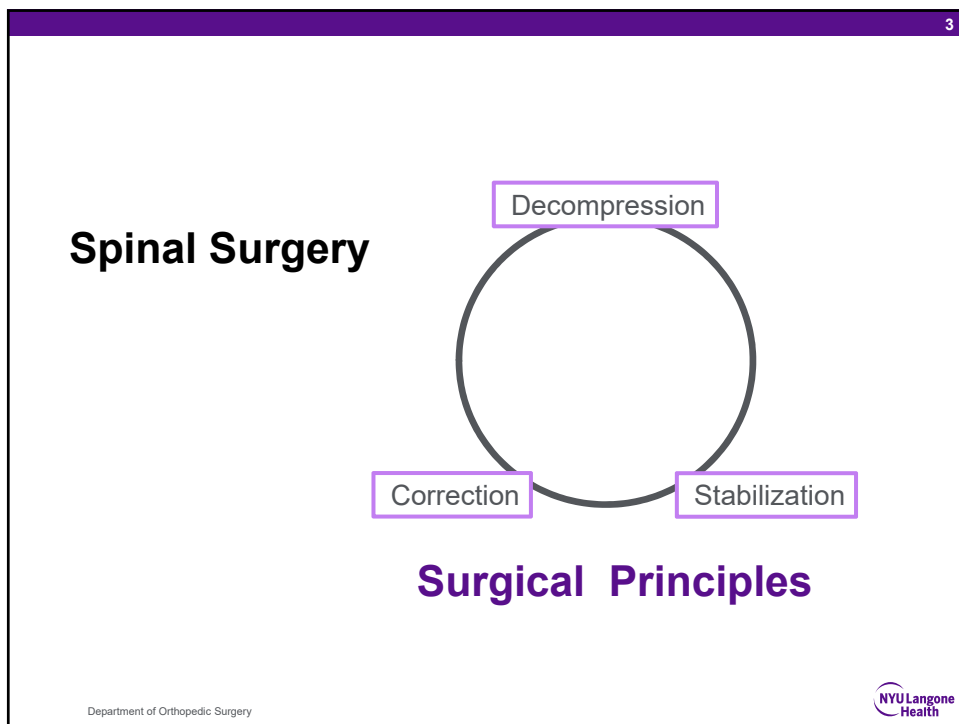 3
Decompression
Spinal Surgery
Correction
Stabilization
Surgical Principles
Department of Orthopedic Surgery
NYU Langone
Health